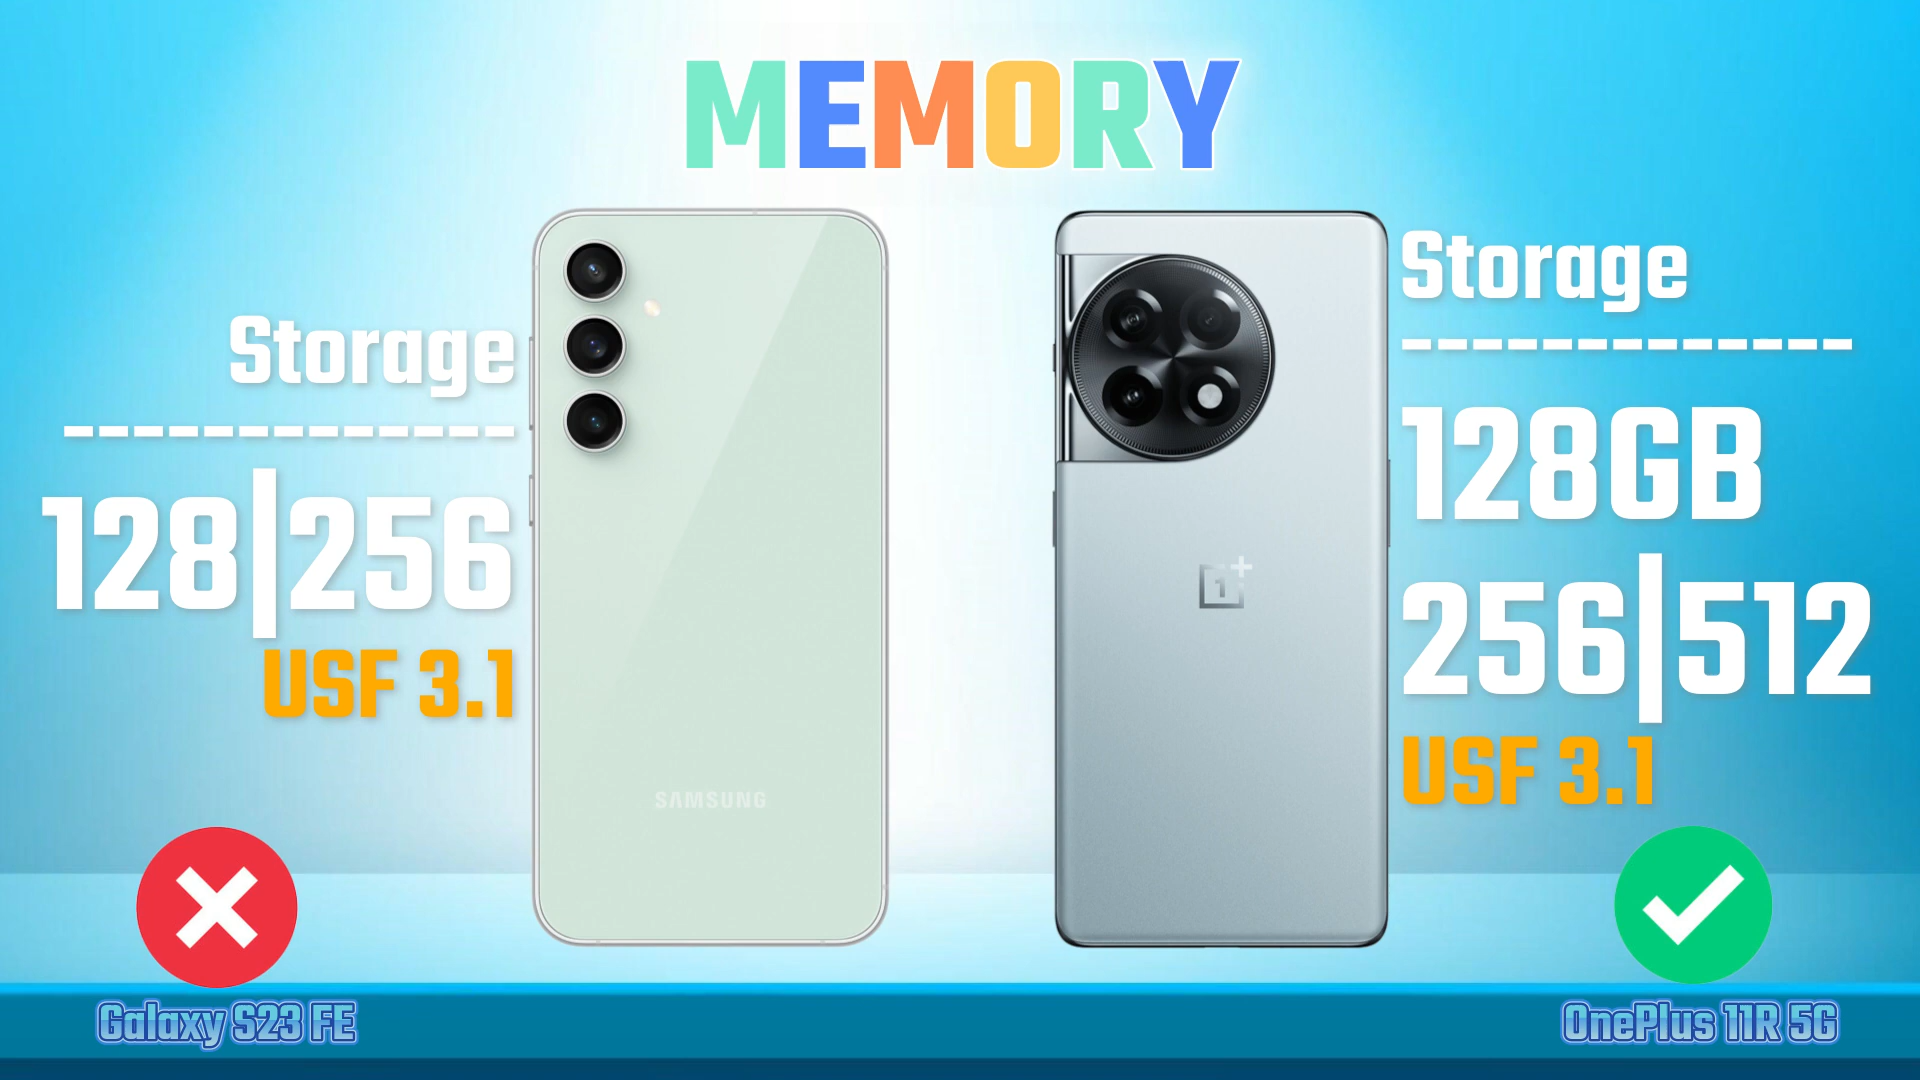 MEMORY
Storage
-------------
128|256
USF 3.1
SAMSUNG
Galaxy S23 FE
Storage
-------------
128GB
256|512
USF 3.1
1+
OnePlus 11R 5G